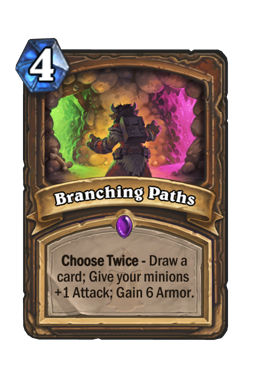 4
Branching Paths
Choose Twice - Draw a
card; Give your minions
+1 Attack; Gain 6 Armor.